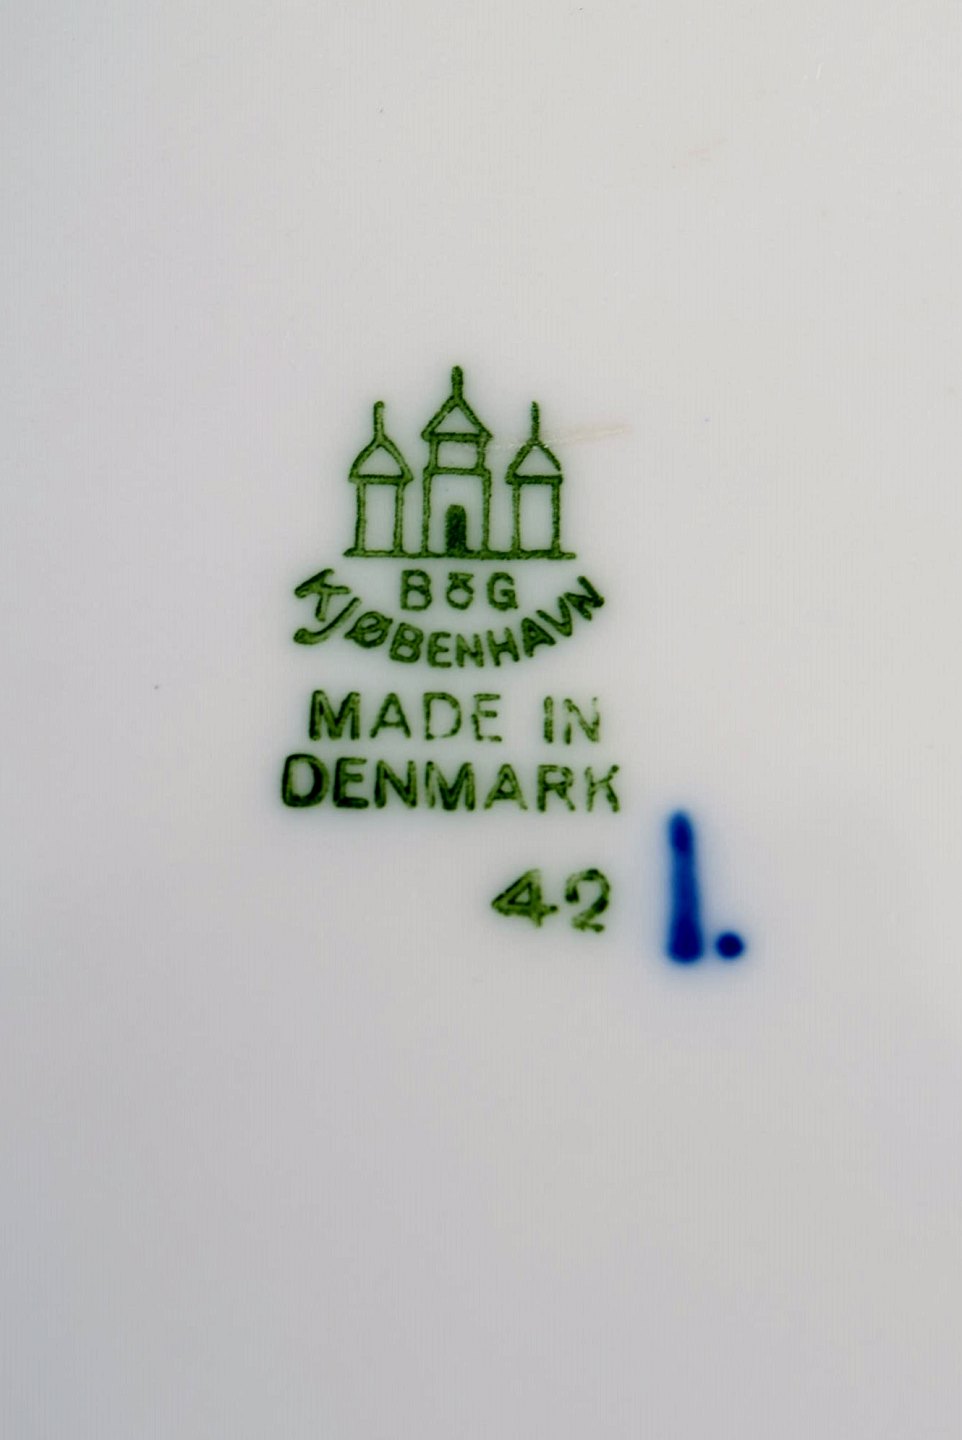 B&G
KJØBENHAVN
MADE IN
DENMARK
42
1.